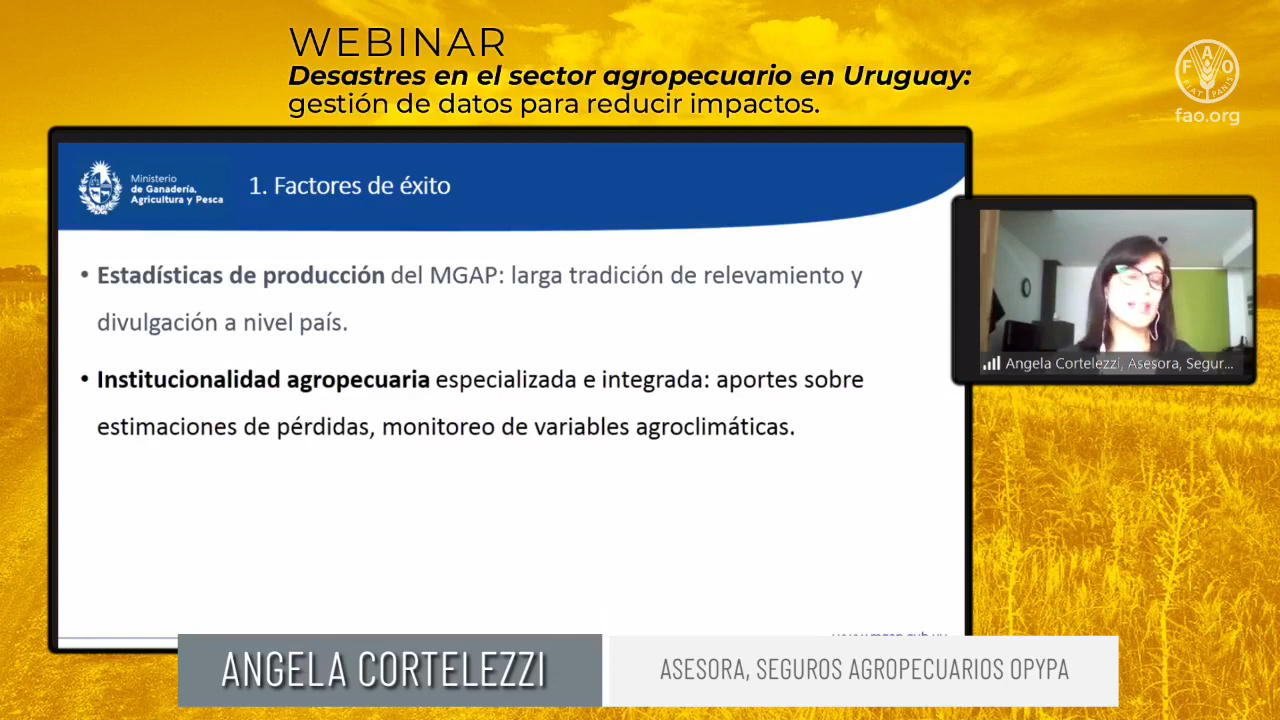 WEBINAR
Desastres en el sector agropecuario en Uruguay:
gestión de datos para reducir impactos.
F A O
FIAT PANIS
fao.org
Ministerio
de Ganadería,
Agricultura y Pesca
1. Factores de éxito
• Estadísticas de producción del MGAP: larga tradición de relevamiento y
divulgación a nivel país.
• Institucionalidad agropecuaria especializada e integrada: aportes sobre
estimaciones de pérdidas, monitoreo de variables agroclimáticas.
Angela Cortelezzi, Asesora, Segur...
ANGELA CORTELEZZI
ASESORA, SEGUROS AGROPECUARIOS OPYPA